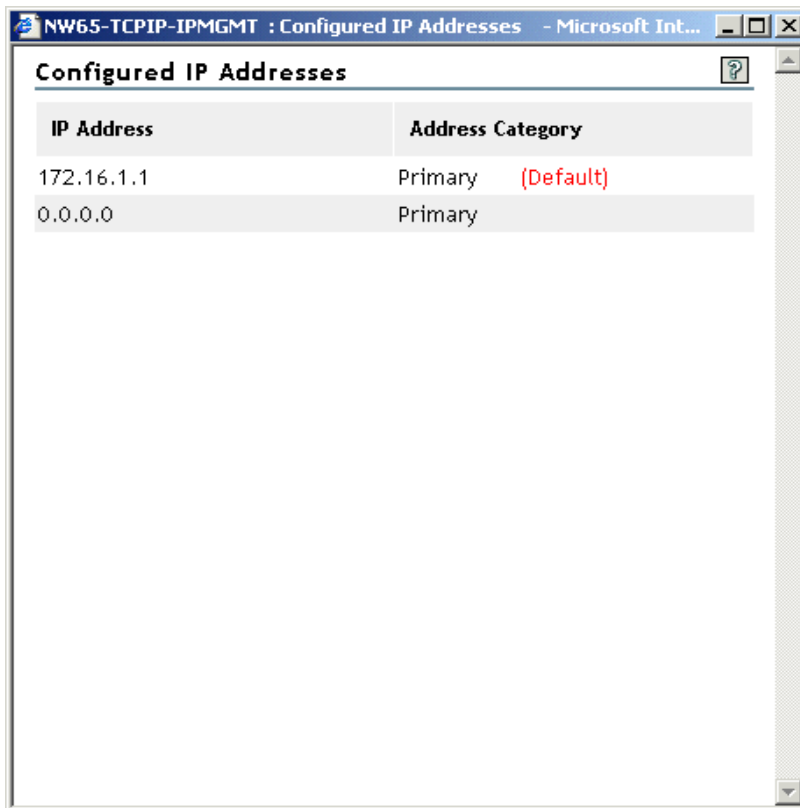 NW65-TCPIP-IPMGMT : Configured IP Addresses - Microsoft Int...
Configured IP Addresses
?
IP Address Address Category
172.16.1.1 Primary (Default)
0.0.0.0 Primary